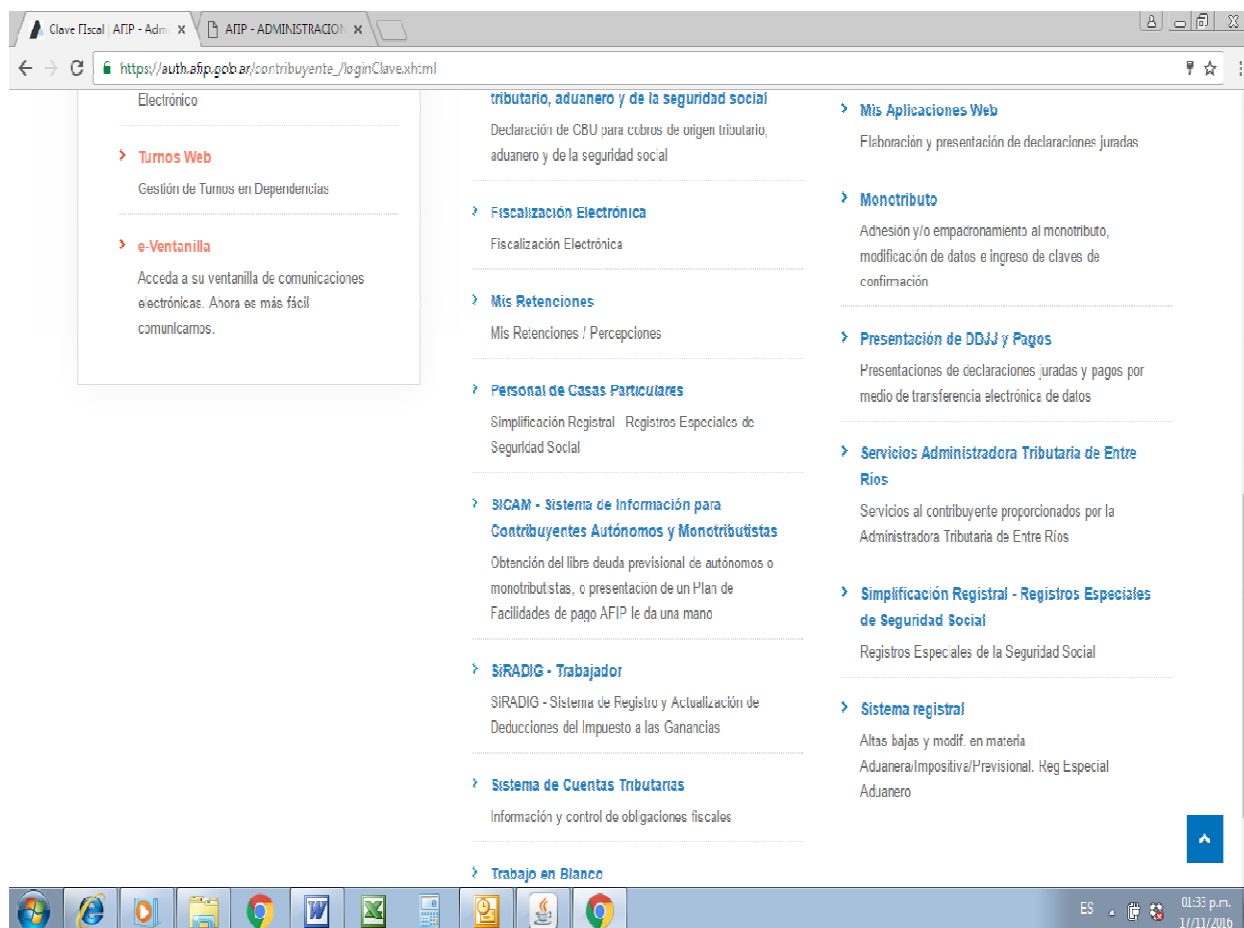 Clave Fiscal | AFIP - Adm
AFIP - ADMINISTRACION
https://auth.afip.gob.ar/contribuyente_/loginClave.xhtml
Electrónico
Turnos Web
Gestión de Turnos en Dependencias
e-Ventanilla
Acceda a su ventanilla de comunicaciones
electrónicas. Ahora es más fácil
comunicarnos.
tributario, aduanero y de la seguridad social
Declaración de CBU para cobros de origen tributario,
aduanero y de la seguridad social
Fiscalización Electrónica
Fiscalización Electrónica
Mis Retenciones
Mis Retenciones / Percepciones
Personal de Casas Particulares
Simplificación Registral - Registros Especiales de
Seguridad Social
SICAM - Sistema de Información para
Contribuyentes Autónomos y Monotributistas
Obtención del libre deuda previsional de autónomos o
monotributistas, o presentación de un Plan de
Facilidades de pago AFIP le da una mano
SiRADIG - Trabajador
SiRADIG - Sistema de Registro y Actualización de
Deducciones del Impuesto a las Ganancias
Sistema de Cuentas Tributarias
Información y control de obligaciones fiscales
Trabajo en Blanco
Mis Aplicaciones Web
Elaboración y presentación de declaraciones juradas
Monotributo
Adhesión y/o empadronamiento al monotributo,
modificación de datos e ingreso de claves de
confirmación
Presentación de DDJJ y Pagos
Presentaciones de declaraciones juradas y pagos por
medio de transferencia electrónica de datos
Servicios Administradora Tributaria de Entre
Ríos
Servicios al contribuyente proporcionados por la
Administradora Tributaria de Entre Ríos
Simplificación Registral - Registros Especiales
de Seguridad Social
Registros Especiales de la Seguridad Social
Sistema registral
Altas bajas y modif. en materia
Aduanera/Impositiva/Previsional. Reg Especial
Aduanero
ES
01:33 p.m.
17/11/2016